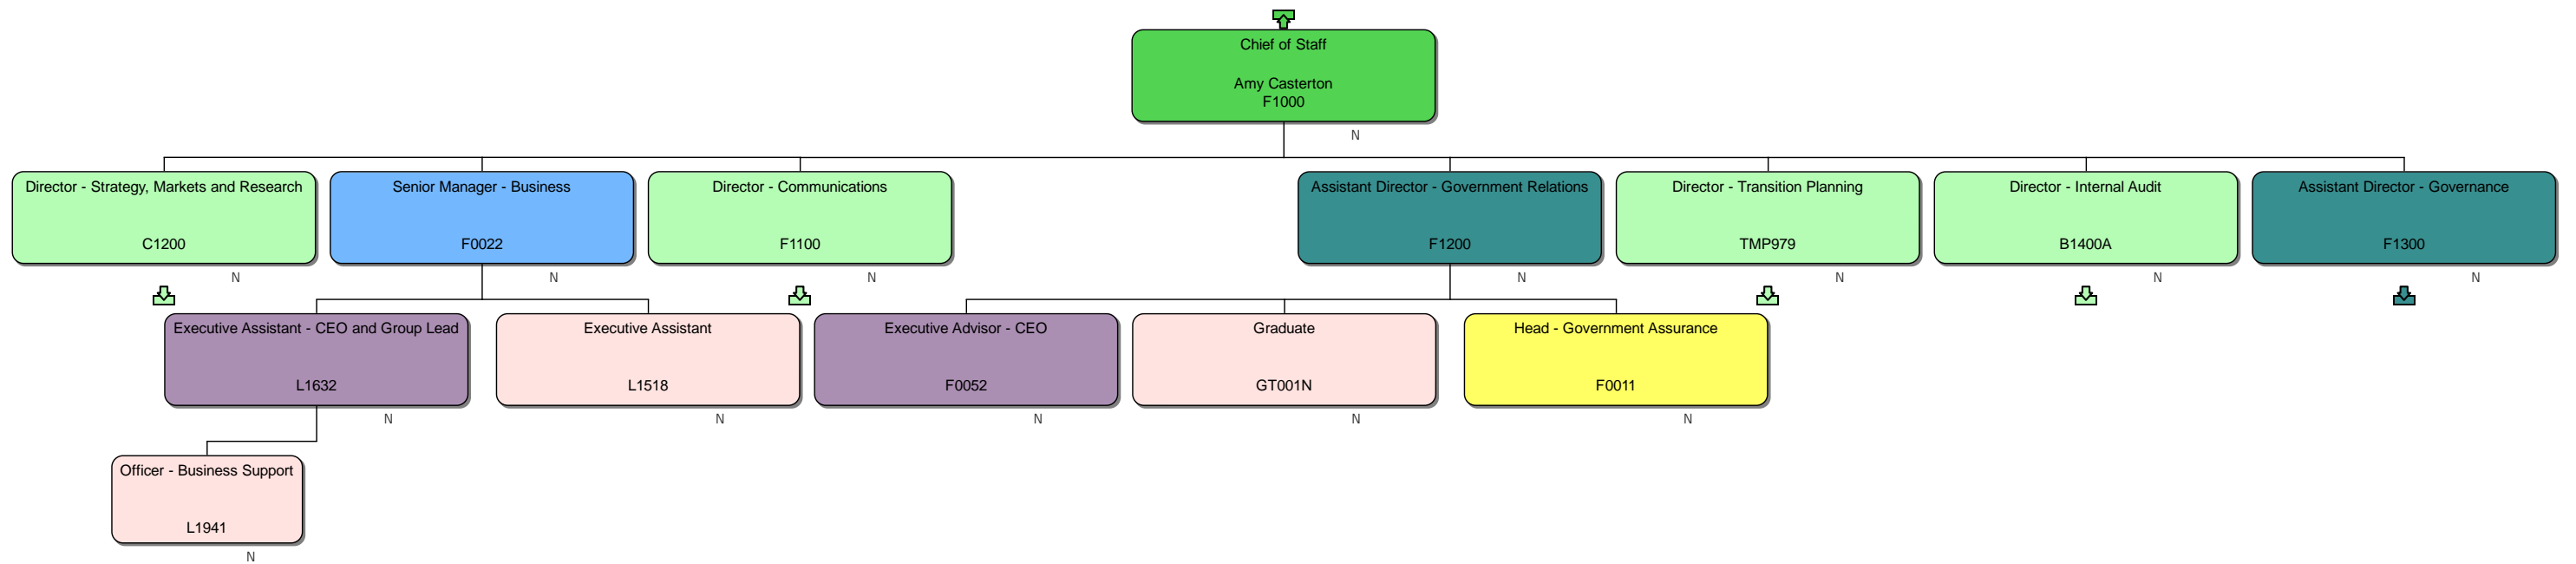 Chief of Staff
Amy Casterton
F1000
N
Director - Strategy, Markets and Research
C1200
N
Senior Manager - Business
F0022
N
Director - Communications
F1100
N
Assistant Director - Government Relations
F1200
N
Director - Transition Planning
TMP979
N
Director - Internal Audit
B1400A
N
Assistant Director - Governance
F1300
N
Executive Assistant - CEO and Group Lead
L1632
N
Executive Assistant
L1518
N
Executive Advisor - CEO
F0052
N
Graduate
GT001N
N
Head - Government Assurance
F0011
N
Officer - Business Support
L1941
N